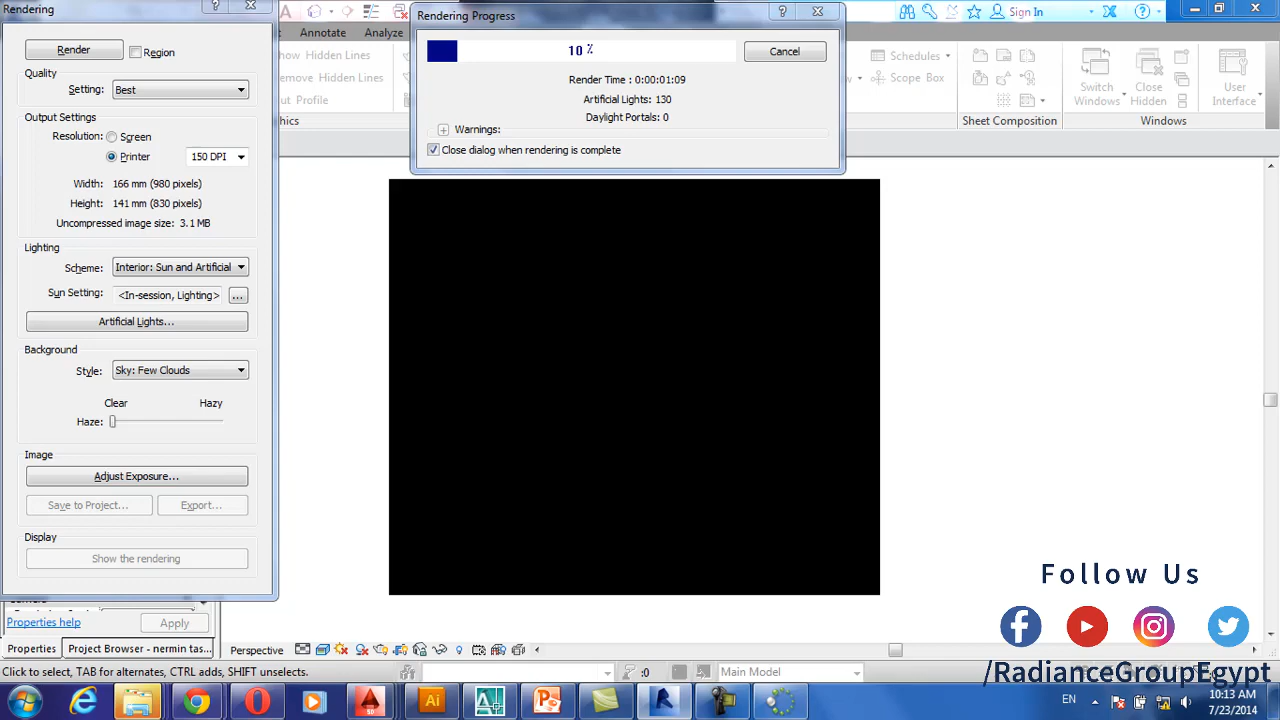 Rendering
Render
Region
Quality
Setting: Best
Output Settings
Resolution: Screen
Printer 150 DPI
Width: 166 mm (980 pixels)
Height: 141 mm (830 pixels)
Uncompressed image size: 3.1 MB
Lighting
Scheme: Interior: Sun and Artificial
Sun Setting: <In-session, Lighting> ...
Artificial Lights...
Background
Style: Sky: Few Clouds
Clear Hazy
Haze:
Image
Adjust Exposure...
Save to Project... Export...
Display
Show the rendering
Properties help Apply
Properties Project Browser - nermin tas...
Rendering Progress
10 %
Cancel
Render Time : 0:00:01:09
Artificial Lights: 130
Daylight Portals: 0
Warnings:
Close dialog when rendering is complete
Sign In
Annotate Analyze
Hidden Lines
Hidden Lines
Profile
Schedules
Scope Box
Switch
Windows
Close
Hidden
User
Interface
Sheet Composition Windows
Perspective
Click to select, TAB for alternates, CTRL adds, SHIFT unselects.
:0
Main Model
Follow Us
/RadianceGroupEgypt
EN
10:13 AM
7/23/2014